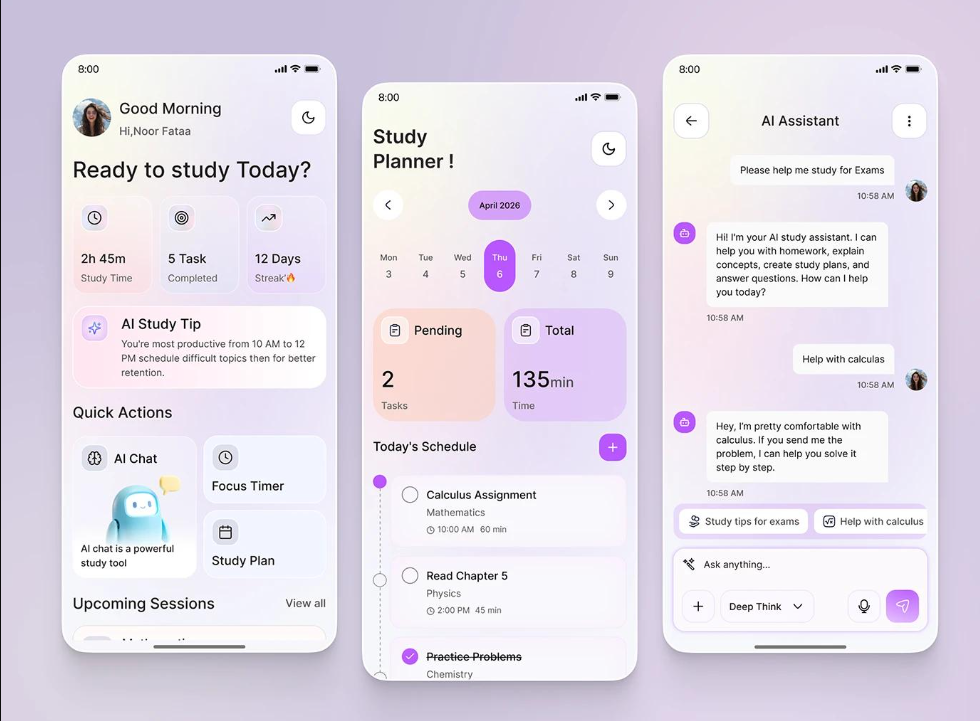 8:00
Good Morning
Hi,Noor Fataa
Ready to study Today?
2h 45m
Study Time
5 Task
Completed
12 Days
Streak'🔥
AI Study Tip
You're most productive from 10 AM to 12
PM schedule difficult topics then for better
retention.
Quick Actions
AI Chat
AI chat is a powerful
study tool
Focus Timer
Study Plan
Upcoming Sessions
View all
8:00
Study
Planner !
April 2026
Mon Tue Wed Thu Fri Sat Sun
3 4 5 6 7 8 9
Pending
2
Tasks
Total
135min
Time
Today's Schedule
Calculus Assignment
Mathematics
10:00 AM 60 min
Read Chapter 5
Physics
2:00 PM 45 min
Practice Problems
Chemistry
8:00
AI Assistant
Please help me study for Exams
10:58 AM
Hi! I'm your AI study assistant. I can
help you with homework, explain
concepts, create study plans, and
answer questions. How can I help
you today?
10:58 AM
Help with calculas
10:58 AM
Hey, I'm pretty comfortable with
calculus. If you send me the
problem, I can help you solve it
step by step.
10:58 AM
Study tips for exams
Help with calculus
Ask anything...
Deep Think